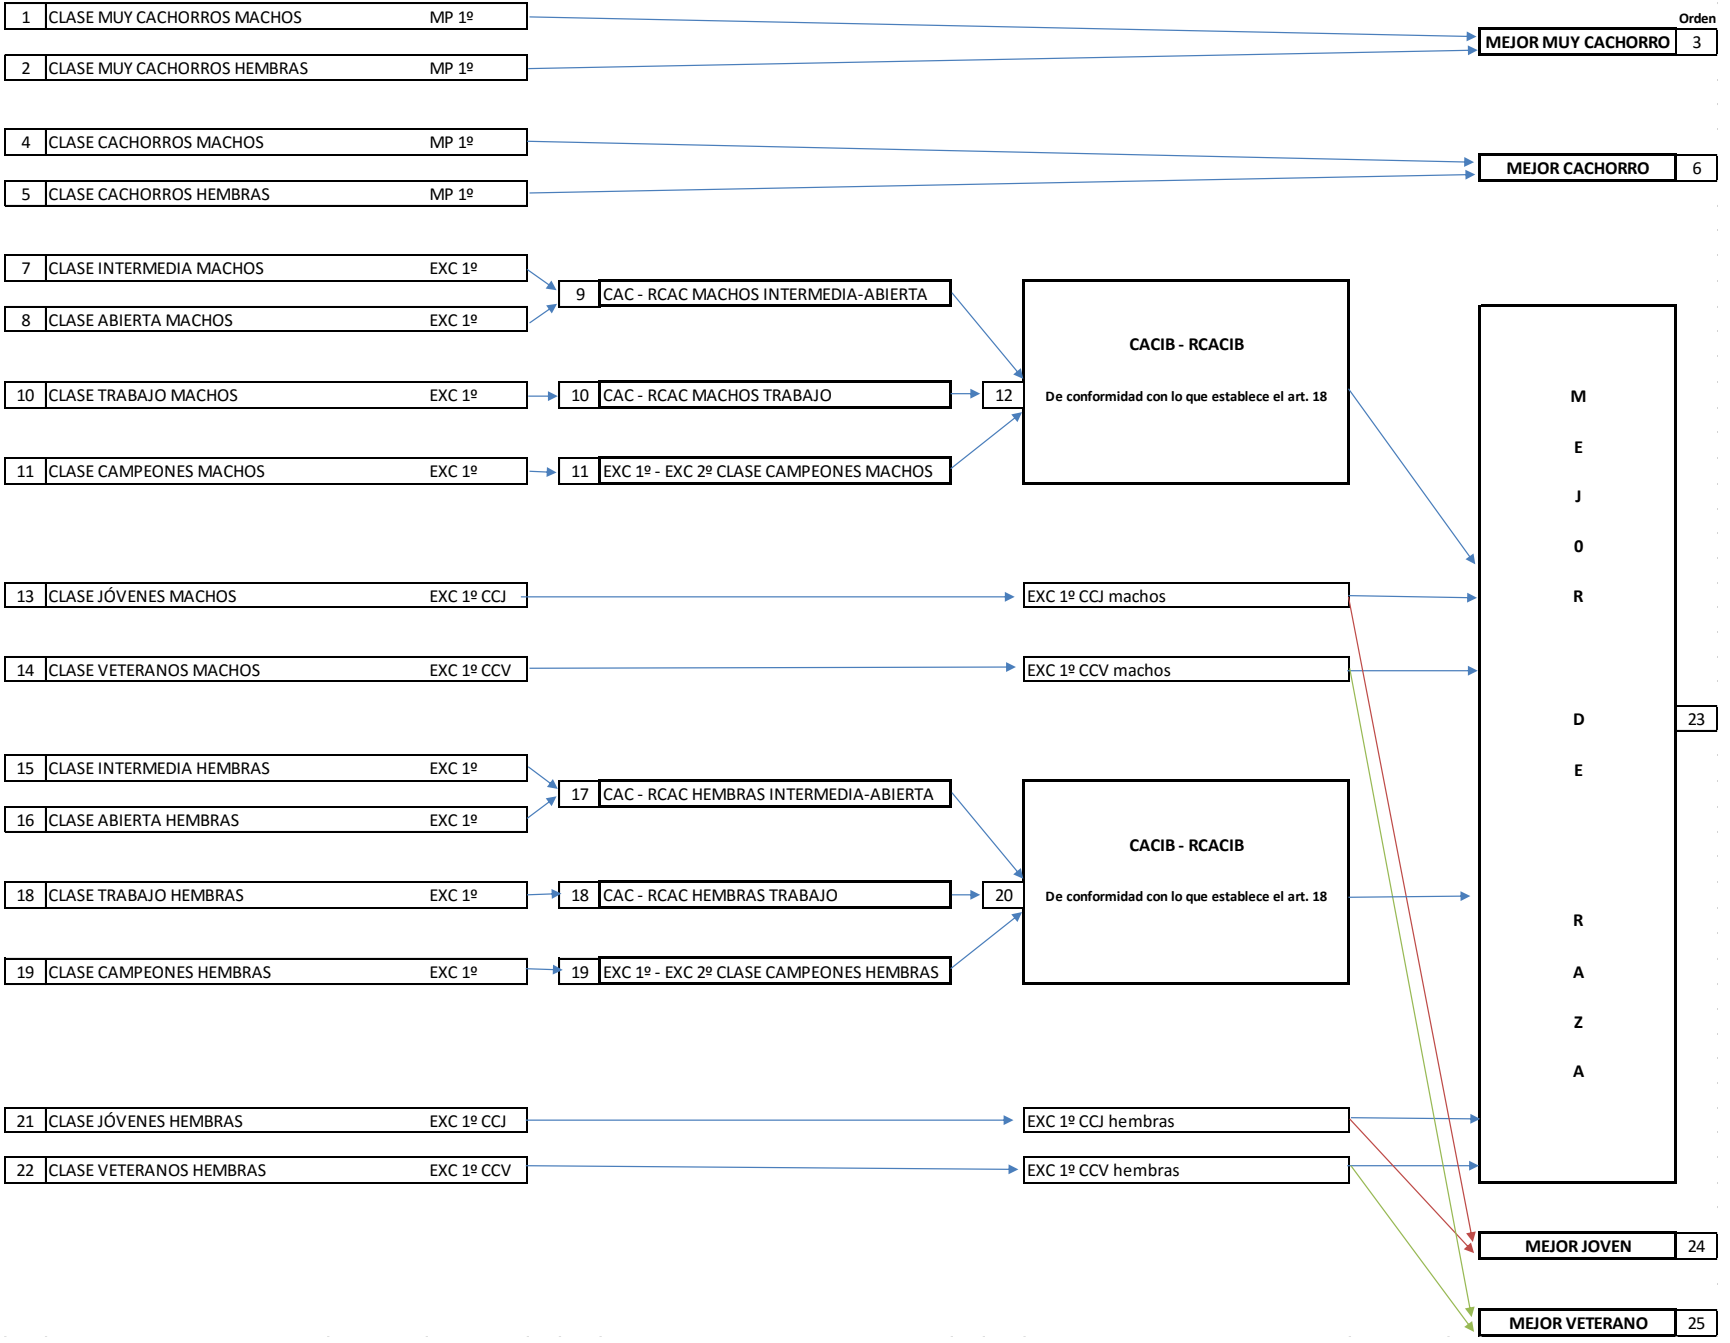 Orden
1 CLASE MUY CACHORROS MACHOS MP 1º
MEJOR MUY CACHORRO 3
2 CLASE MUY CACHORROS HEMBRAS MP 1º
4 CLASE CACHORROS MACHOS MP 1º
MEJOR CACHORRO 6
5 CLASE CACHORROS HEMBRAS MP 1º
7 CLASE INTERMEDIA MACHOS EXC 1º
9 CAC - RCAC MACHOS INTERMEDIA-ABIERTA
8 CLASE ABIERTA MACHOS EXC 1º
CACIB - RCACIB
10 CLASE TRABAJO MACHOS EXC 1º
10 CAC - RCAC MACHOS TRABAJO
12 De conformidad con lo que establece el art. 18
11 CLASE CAMPEONES MACHOS EXC 1º
11 EXC 1º - EXC 2º CLASE CAMPEONES MACHOS
13 CLASE JÓVENES MACHOS EXC 1º CCJ
EXC 1º CCJ machos
14 CLASE VETERANOS MACHOS EXC 1º CCV
EXC 1º CCV machos
15 CLASE INTERMEDIA HEMBRAS EXC 1º
17 CAC - RCAC HEMBRAS INTERMEDIA-ABIERTA
16 CLASE ABIERTA HEMBRAS EXC 1º
CACIB - RCACIB
18 CLASE TRABAJO HEMBRAS EXC 1º
18 CAC - RCAC HEMBRAS TRABAJO
20 De conformidad con lo que establece el art. 18
19 CLASE CAMPEONES HEMBRAS EXC 1º
19 EXC 1º - EXC 2º CLASE CAMPEONES HEMBRAS
21 CLASE JÓVENES HEMBRAS EXC 1º CCJ
EXC 1º CCJ hembras
22 CLASE VETERANOS HEMBRAS EXC 1º CCV
EXC 1º CCV hembras
M
E
J
0
R
D
E
R
A
Z
A
23
MEJOR JOVEN 24
MEJOR VETERANO 25